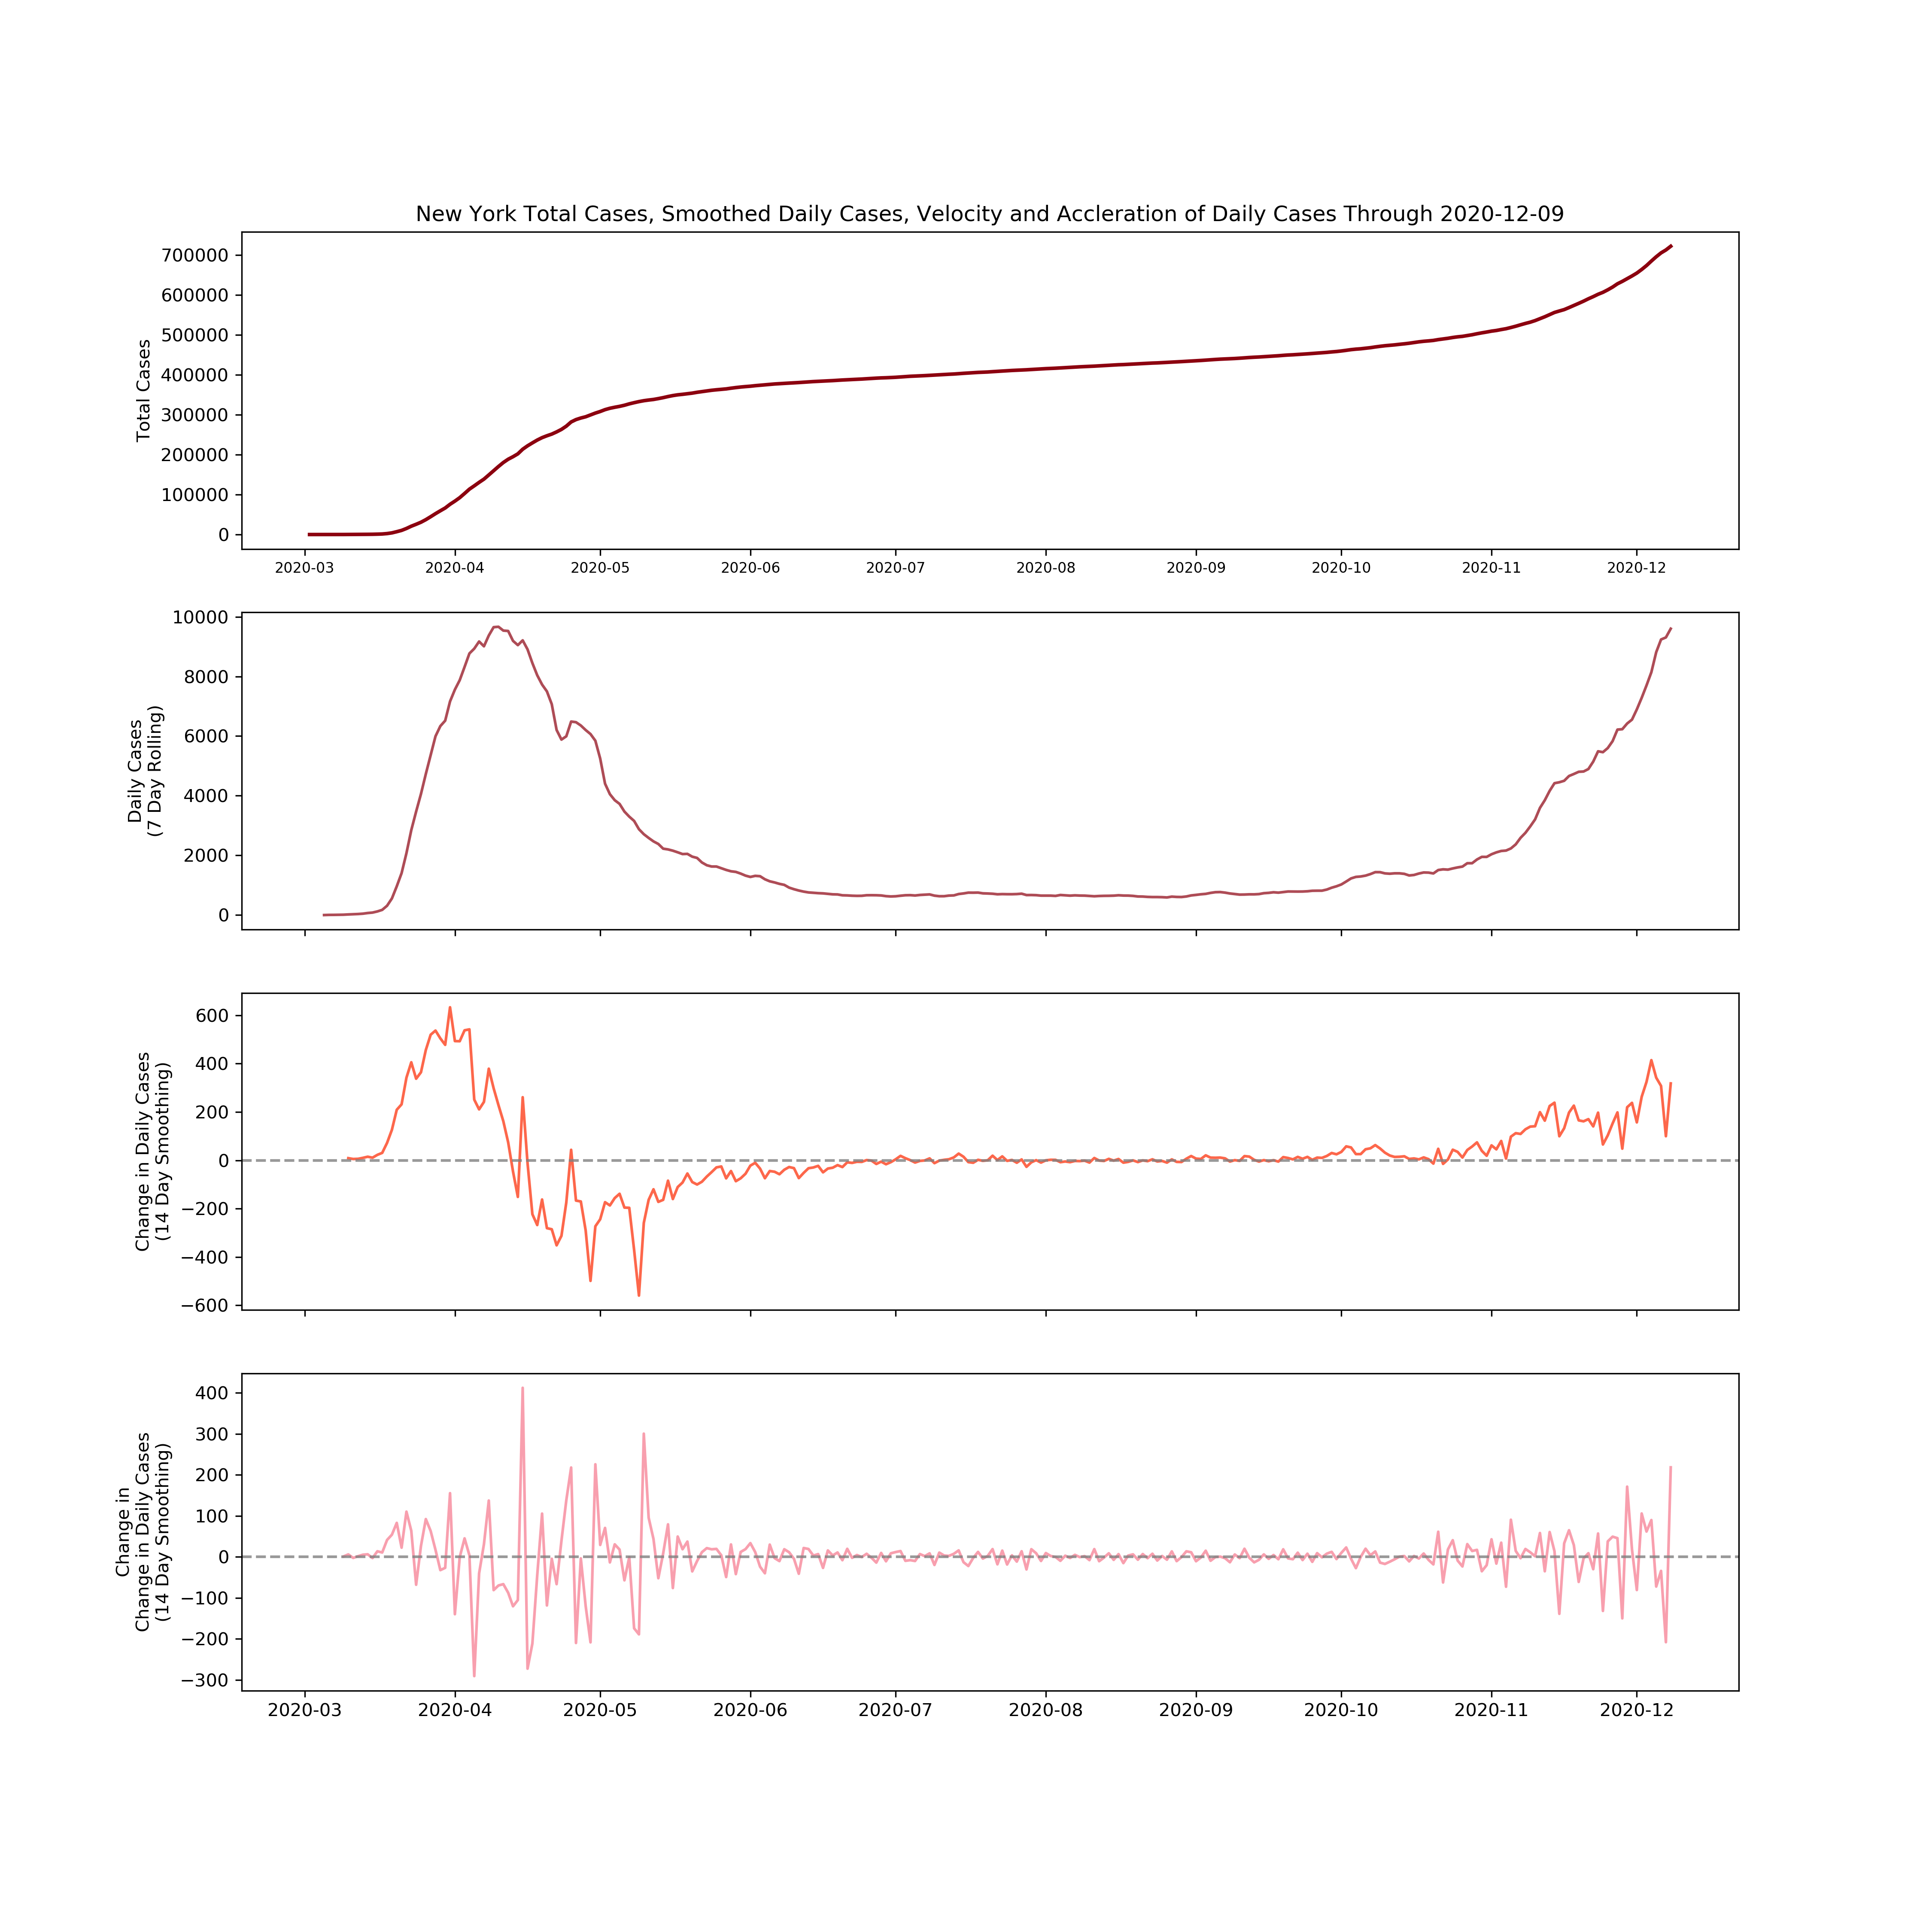 New York Total Cases, Smoothed Daily Cases, Velocity and Accleration of Daily Cases Through 2020-12-09
Total Cases
700000
600000
500000
400000
300000
200000
100000
0
2020-03 2020-04 2020-05 2020-06 2020-07 2020-08 2020-09 2020-10 2020-11 2020-12
Daily Cases
(7 Day Rolling)
10000
8000
6000
4000
2000
0
Change in Daily Cases
(14 Day Smoothing)
600
400
200
0
−200
−400
−600
Change in
Change in Daily Cases
(14 Day Smoothing)
400
300
200
100
0
−100
−200
−300
2020-03 2020-04 2020-05 2020-06 2020-07 2020-08 2020-09 2020-10 2020-11 2020-12